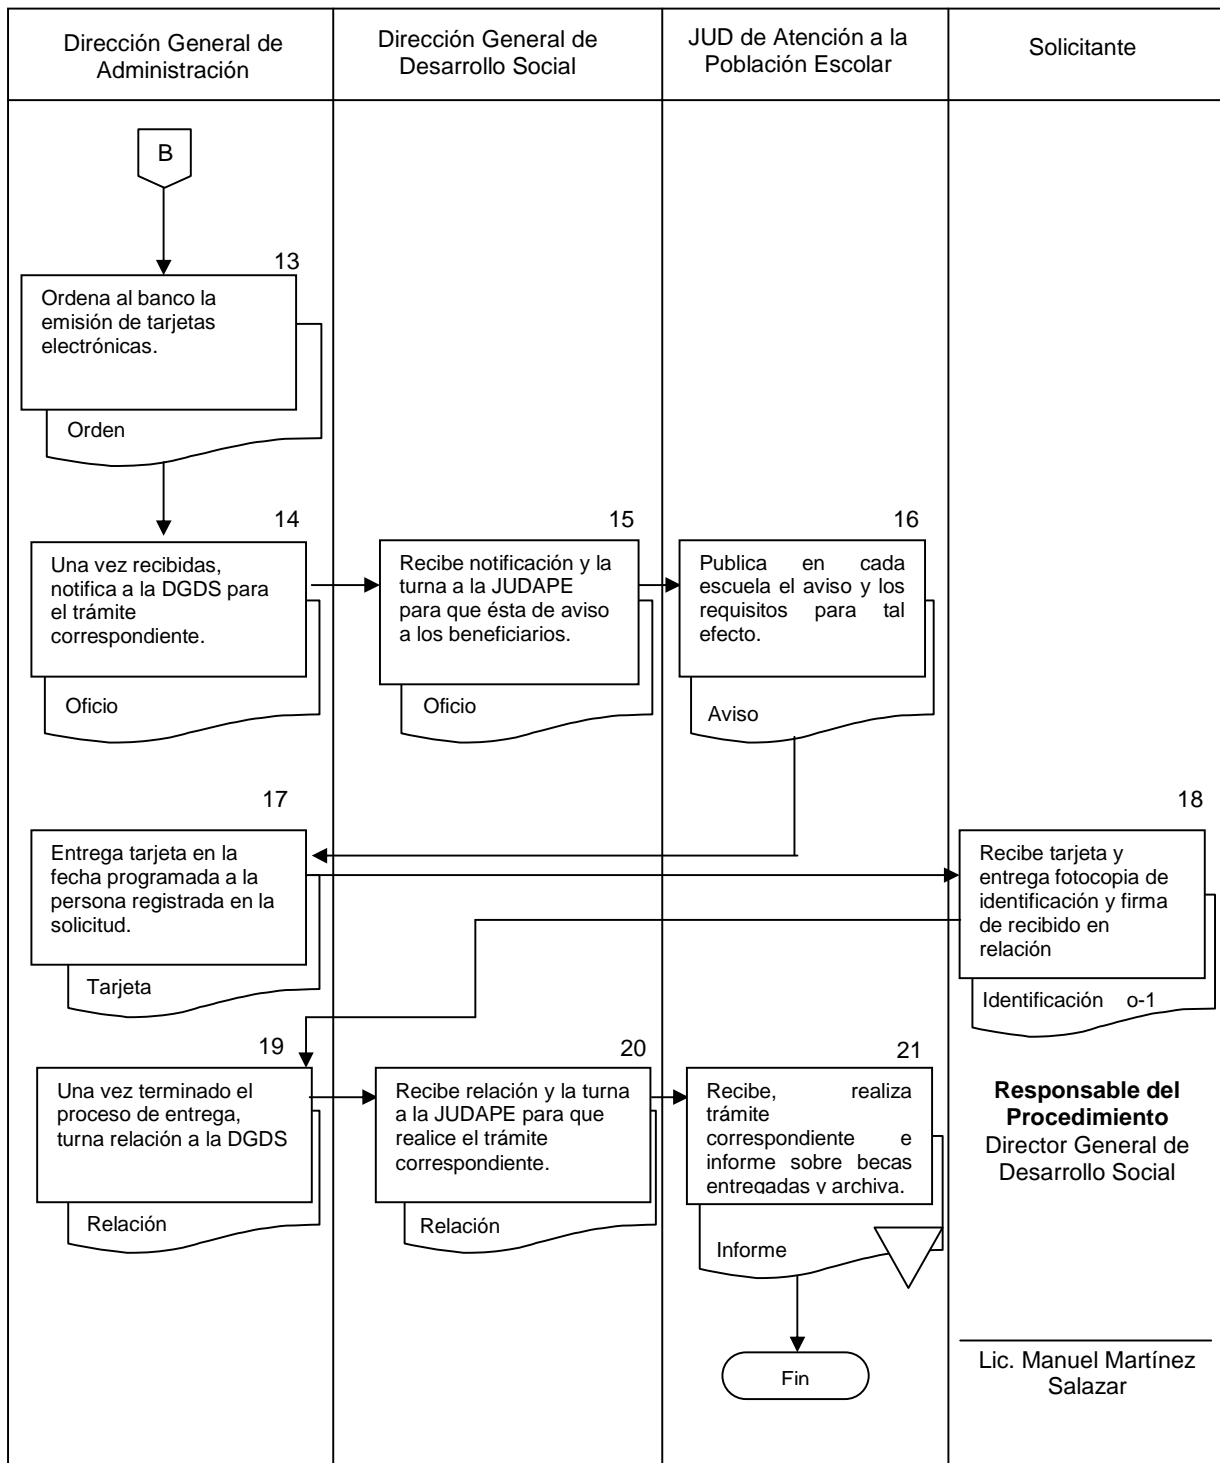 Dirección General de
Administración
Dirección General de
Desarrollo Social
JUD de Atención a la
Población Escolar
Solicitante
B
13
Ordena al banco la
emisión de tarjetas
electrónicas.
Orden
14
Una vez recibidas,
notifica a la DGDS para
el trámite
correspondiente.
Oficio
15
Recibe notificación y la
turna a la JUDAPE
para que ésta de aviso
a los beneficiarios.
Oficio
16
Publica en cada
escuela el aviso y los
requisitos para tal
efecto.
Aviso
17
Entrega tarjeta en la
fecha programada a la
persona registrada en la
solicitud.
Tarjeta
18
Recibe tarjeta y
entrega fotocopia de
identificación y firma
de recibido en
relación
Identificación o-1
19
Una vez terminado el
proceso de entrega,
turna relación a la DGDS
Relación
20
Recibe relación y la turna
a la JUDAPE para que
realice el trámite
correspondiente.
Relación
21
Recibe, realiza
trámite
correspondiente e
informe sobre becas
entregadas y archiva.
Informe
Fin
Responsable del
Procedimiento
Director General de
Desarrollo Social
Lic. Manuel Martínez
Salazar